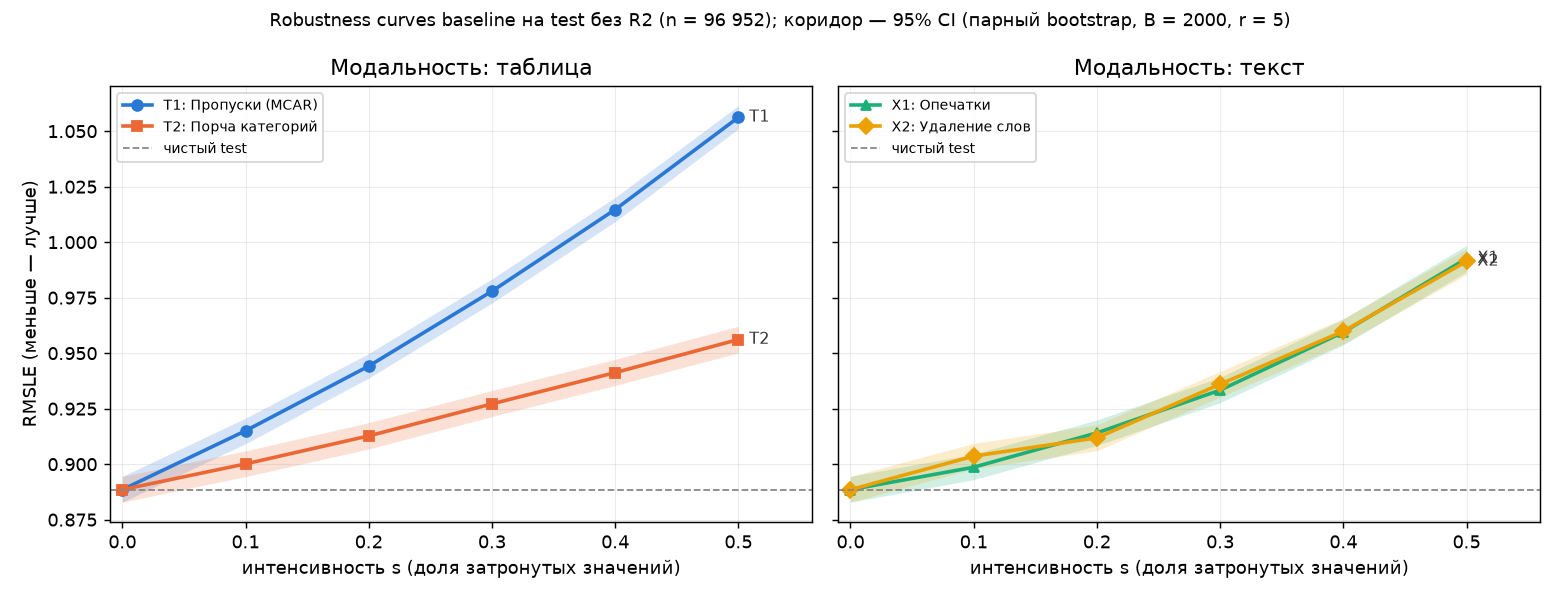 Robustness curves baseline на test без R2 (n = 96 952); коридор — 95% CI (парный bootstrap, B = 2000, r = 5)
Модальность: таблица
T1: Пропуски (MCAR)
T2: Порча категорий
чистый test
T1
T2
1.050
1.025
1.000
0.975
0.950
0.925
0.900
0.875
RMSLE (меньше — лучше)
0.0 0.1 0.2 0.3 0.4 0.5
интенсивность s (доля затронутых значений)
Модальность: текст
X1: Опечатки
X2: Удаление слов
чистый test
X1
X2
0.0 0.1 0.2 0.3 0.4 0.5
интенсивность s (доля затронутых значений)